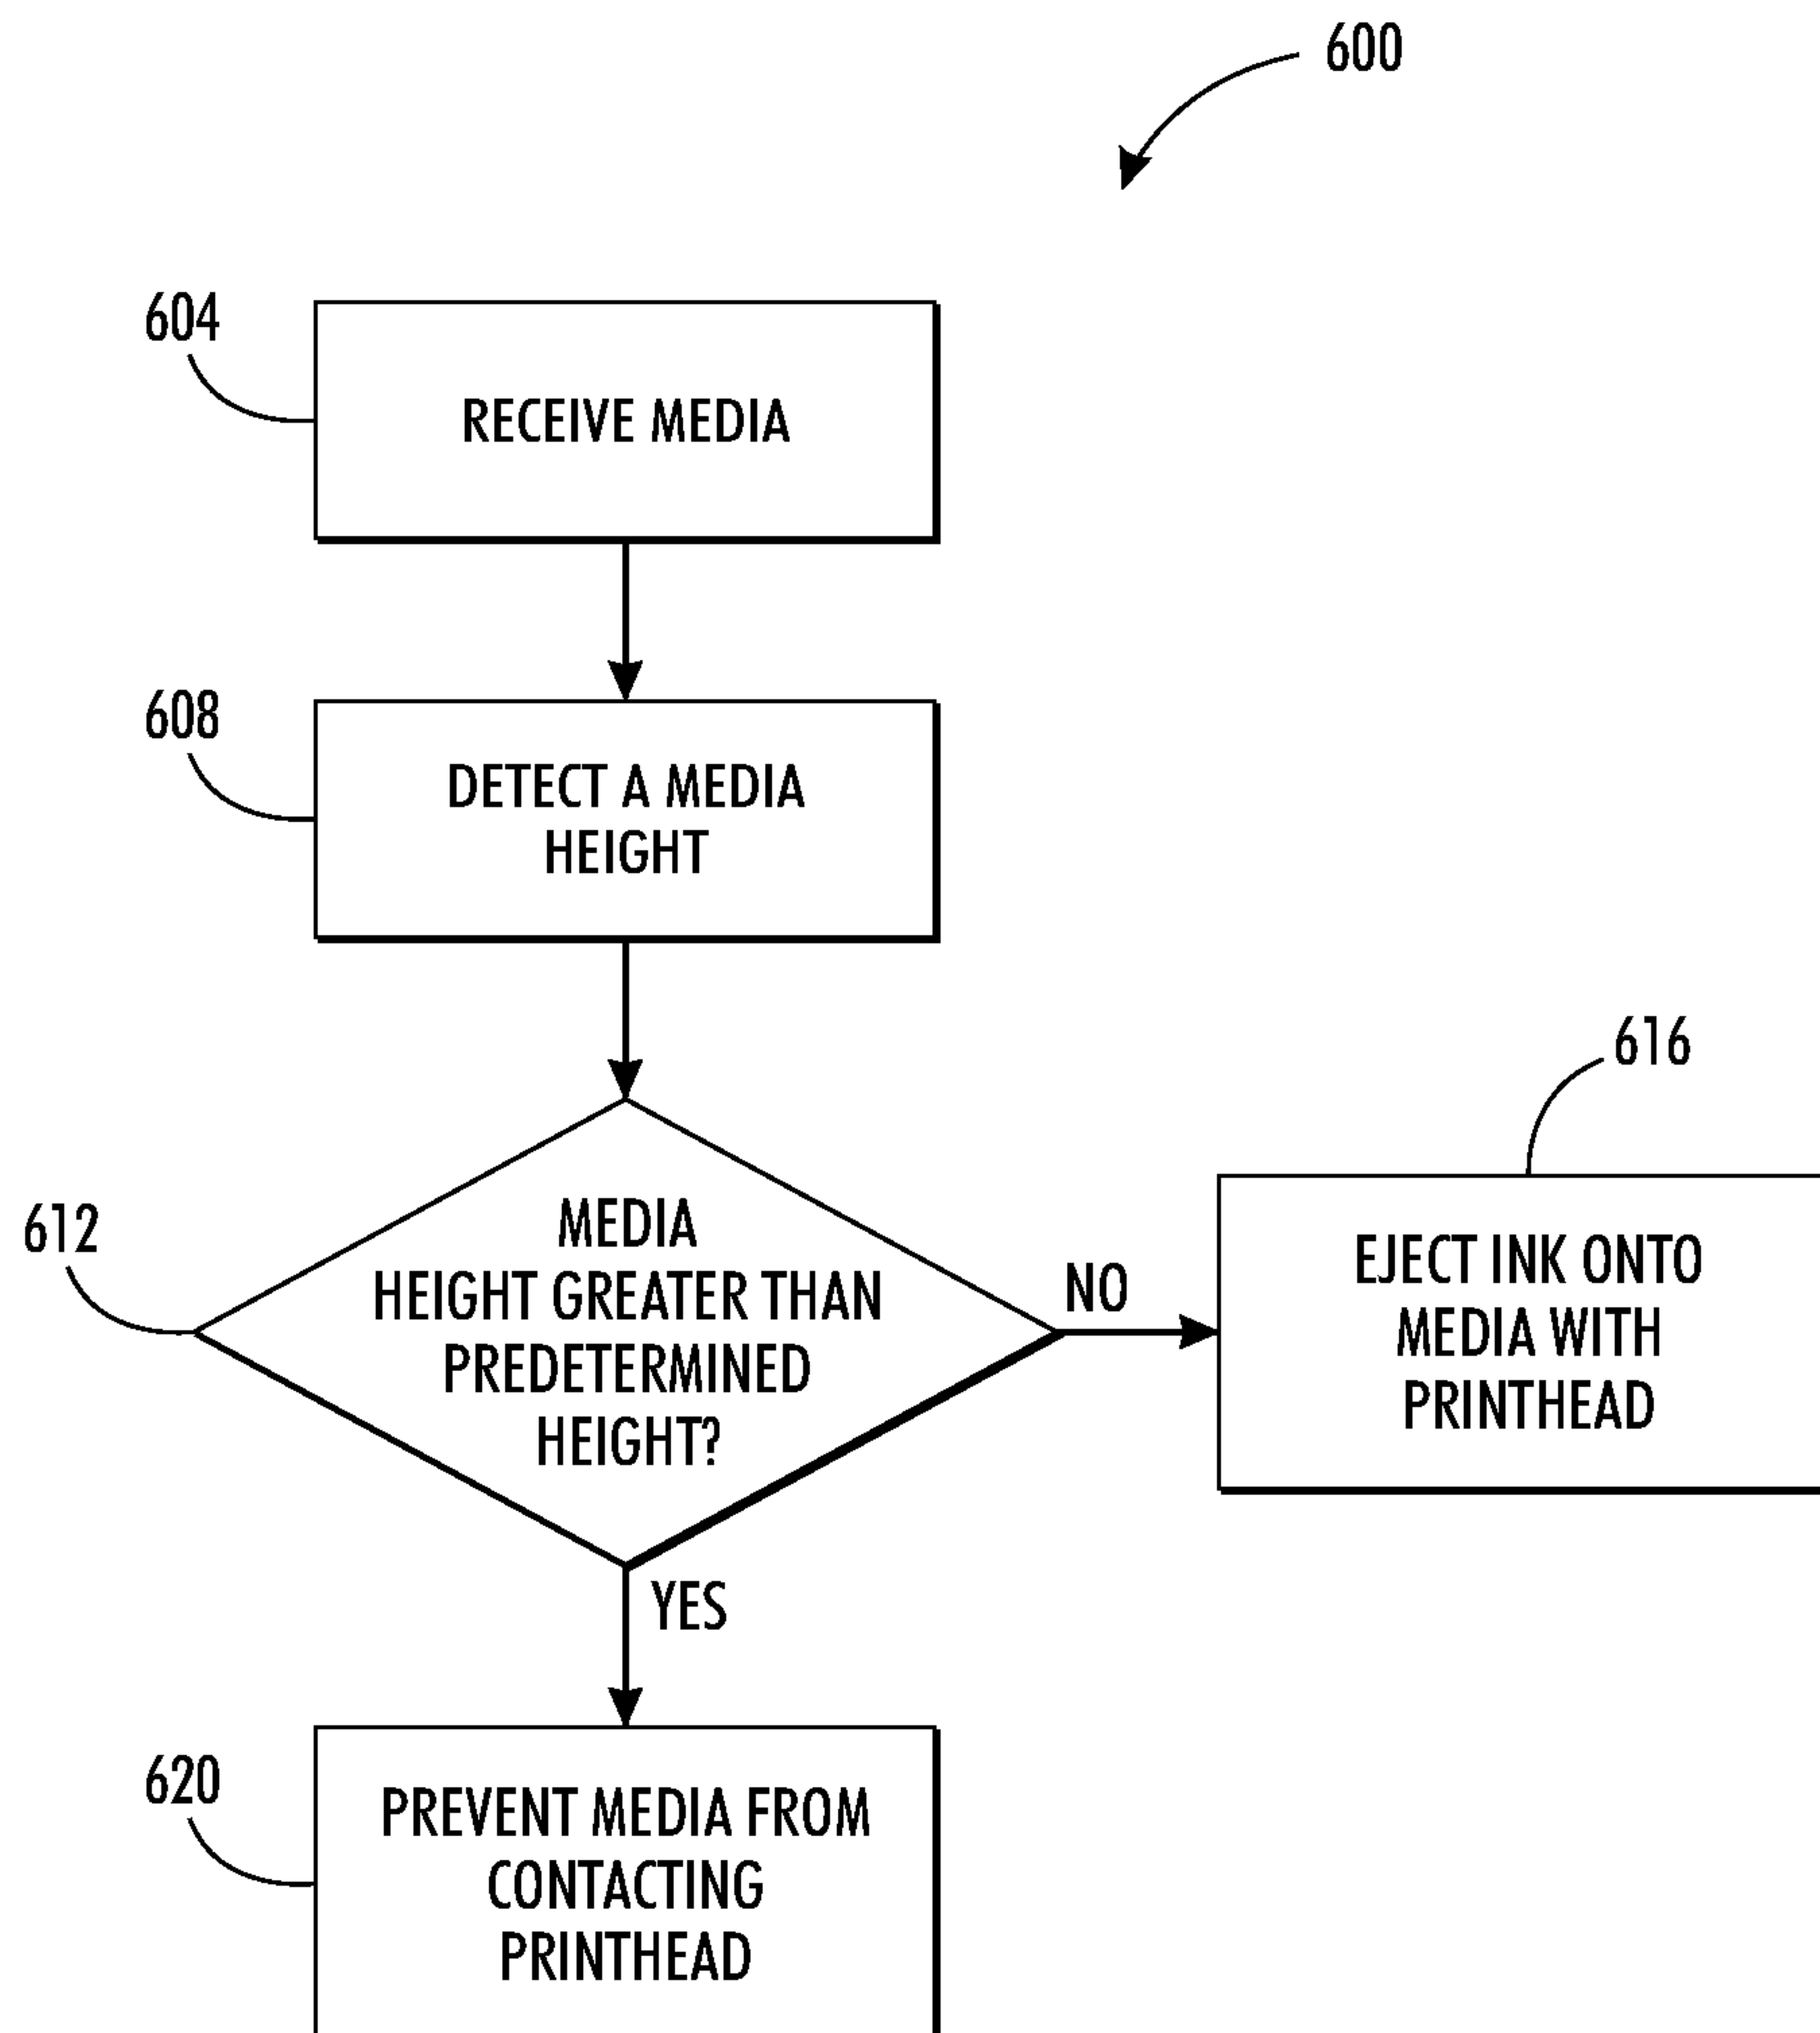 600
604
RECEIVE MEDIA
608
DETECT A MEDIA
HEIGHT
616
612
MEDIA
HEIGHT GREATER THAN
PREDETERMINED
HEIGHT?
NO
EJECT INK ONTO
MEDIA WITH
PRINTHEAD
YES
620
PREVENT MEDIA FROM
CONTACTING
PRINTHEAD